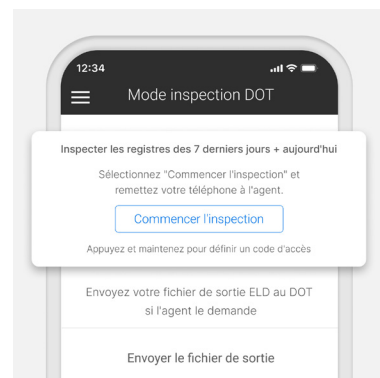 12:34
Mode inspection DOT
Inspecter les registres des 7 derniers jours + aujourd'hui
Sélectionnez "Commencer l'inspection" et
remettez votre téléphone à l'agent.
Commencer l'inspection
Appuyez et maintenez pour définir un code d'accès
Envoyez votre fichier de sortie ELD au DOT
si l'agent le demande
Envoyer le fichier de sortie